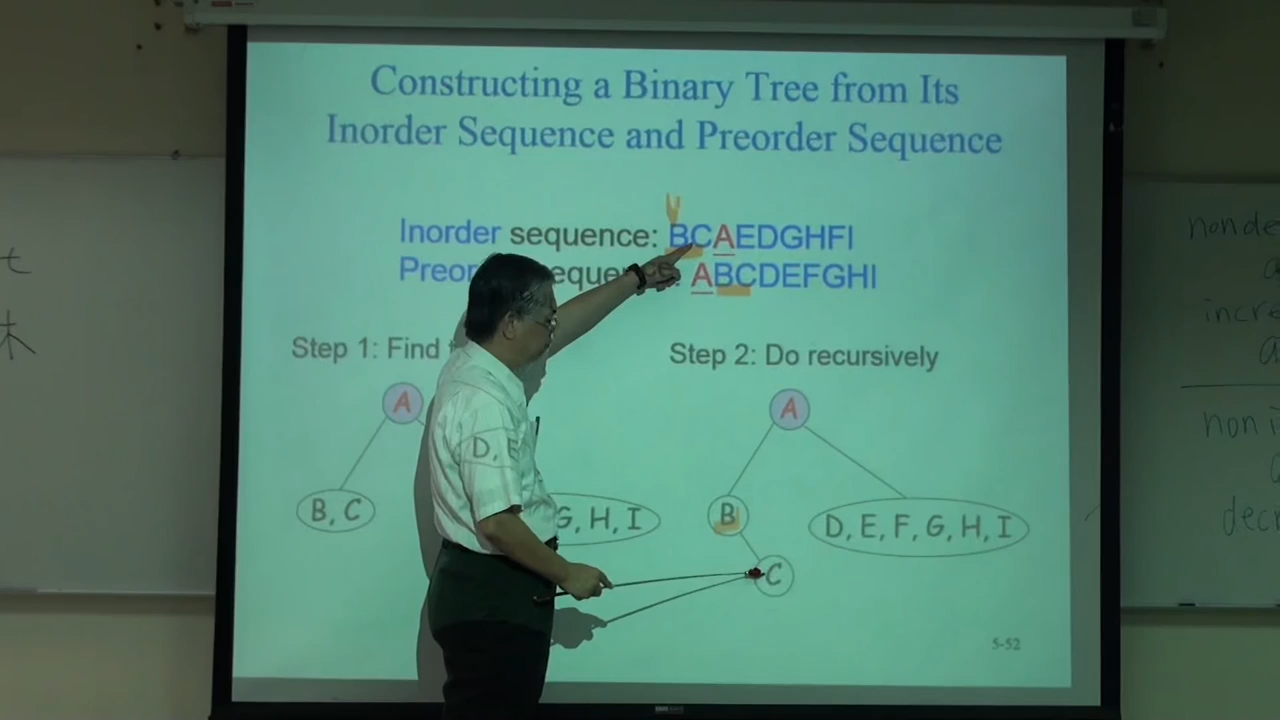 Constructing a Binary Tree from Its
Inorder Sequence and Preorder Sequence
Inorder sequence: BCAEDGHFI
ABCDEFGHI
Step 1: Find
Step 2: Do recursively
A
A
D, E
B, C
G, H, I
B
D, E, F, G, H, I
C
5-52
t
木
nonde
a
incre
a
non i
a
decr